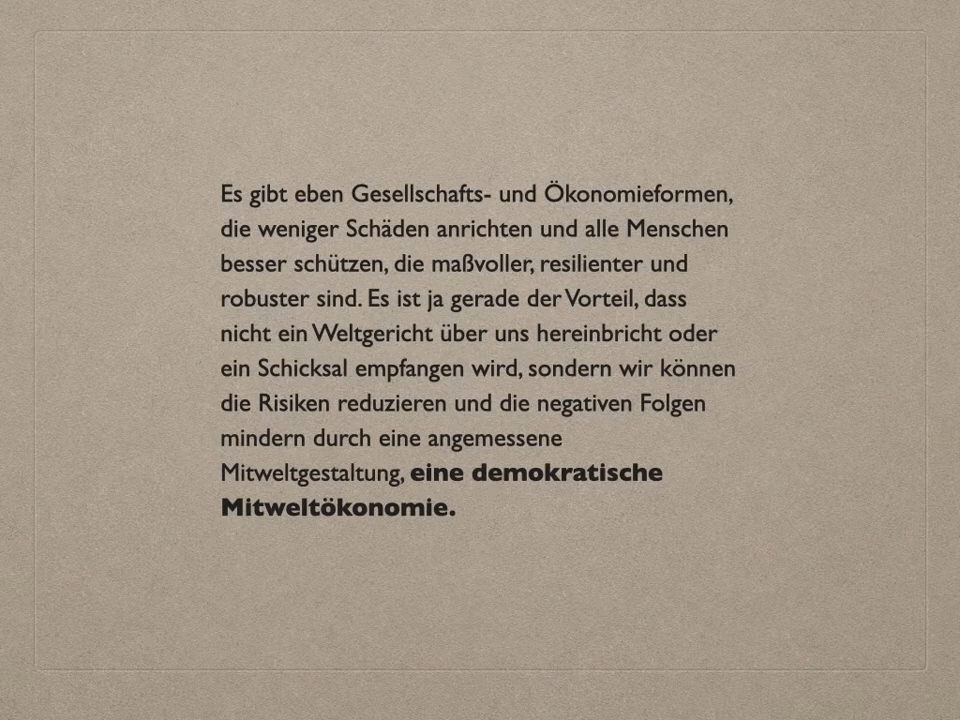 Es gibt eben Gesellschafts- und Ökonomieformen,
die weniger Schäden anrichten und alle Menschen
besser schützen, die maßvoller, resilienter und
robuster sind. Es ist ja gerade der Vorteil, dass
nicht ein Weltgericht über uns hereinbricht oder
ein Schicksal empfangen wird, sondern wir können
die Risiken reduzieren und die negativen Folgen
mindern durch eine angemessene
Mitweltgestaltung, eine demokratische
Mitweltökonomie.